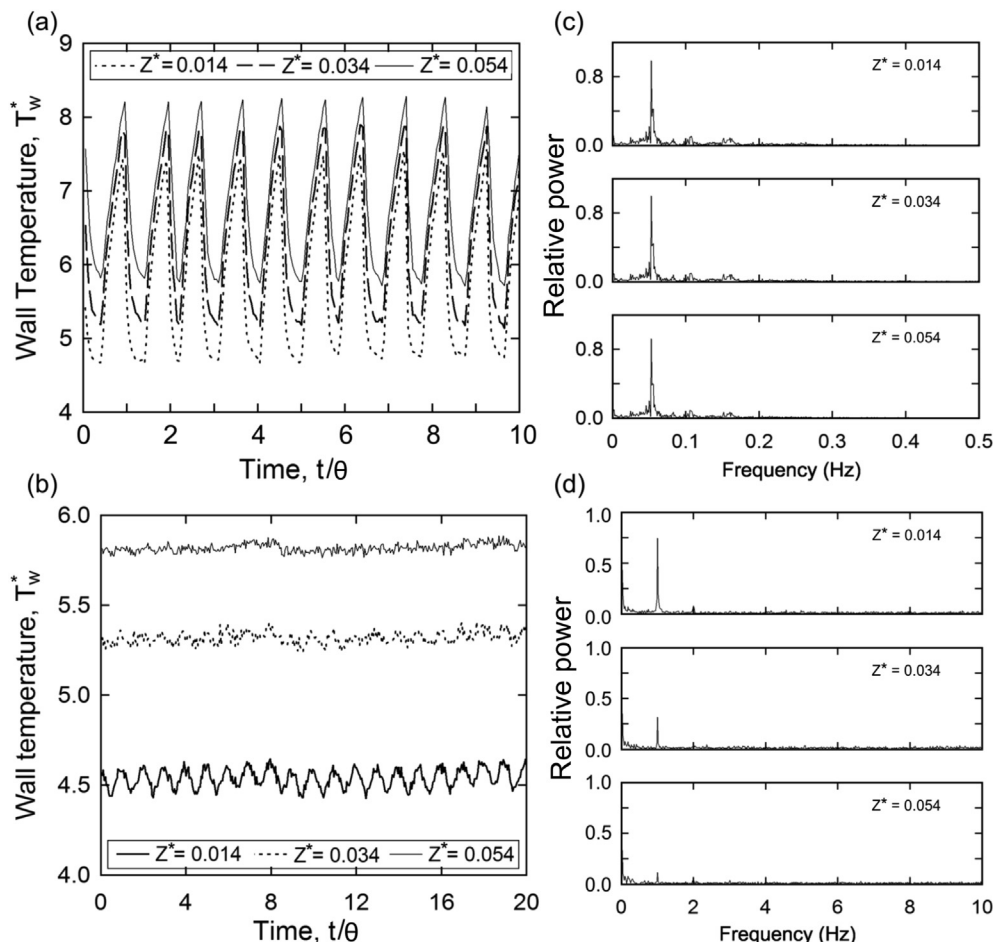 (a)
9
8
7
6
5
4
Z* = 0.014 Z* = 0.034 Z* = 0.054
Wall Temperature, T*w
0 2 4 6 8 10
Time, t/θ
(c)
0.8
0.0
Z* = 0.014
0.8
0.0
Z* = 0.034
0.8
0.0
Z* = 0.054
Relative power
0 0.1 0.2 0.3 0.4 0.5
Frequency (Hz)
(b)
6.0
5.5
5.0
4.5
4.0
Wall temperature, T*w
Z* = 0.014 Z* = 0.034 Z* = 0.054
0 4 8 12 16 20
Time, t/θ
(d)
1.0
0.5
0.0
Z* = 0.014
1.0
0.5
0.0
Z* = 0.034
1.0
0.5
0.0
Z* = 0.054
Relative power
0 2 4 6 8 10
Frequency (Hz)